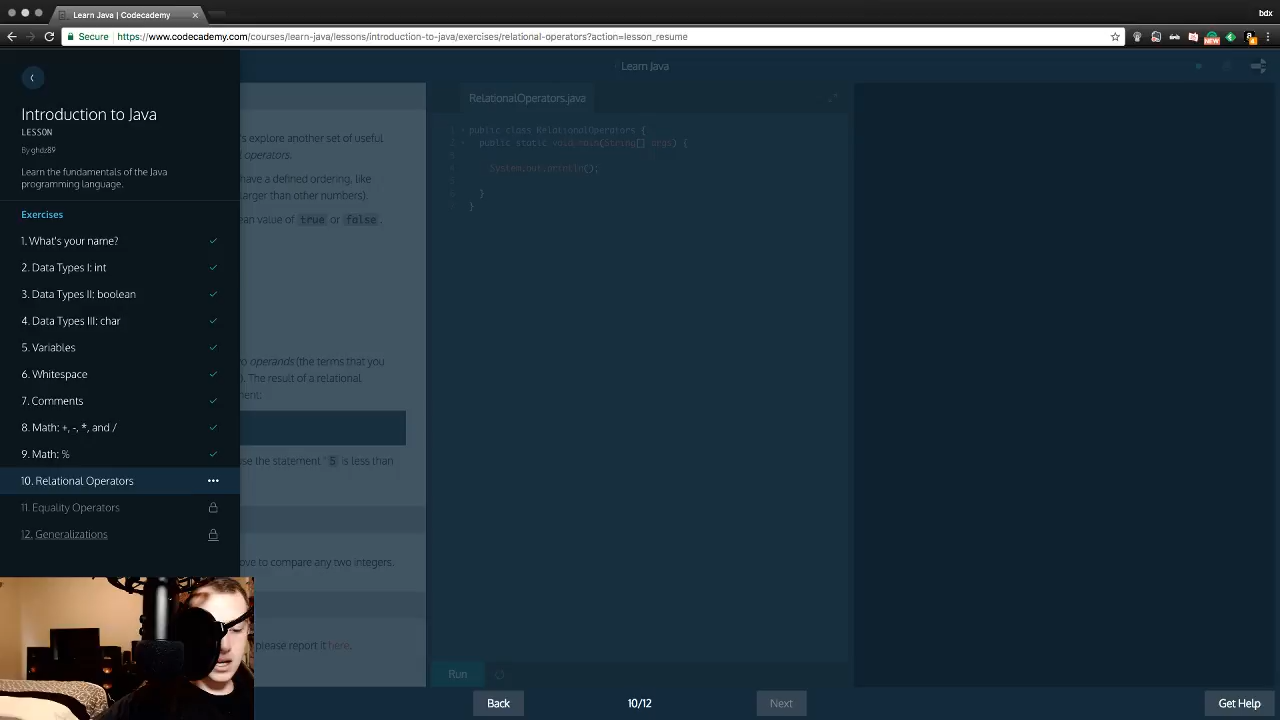 Learn Java | Codecademy
bdx
Secure
https://www.codecademy.com/courses/learn-java/lessons/introduction-to-java/exercises/relational-operators?action=lesson_resume
NEW
4
Learn Java
Introduction to Java
LESSON
By ghdz89
Learn the fundamentals of the Java
programming language.
Exercises
1. What's your name?
2. Data Types I: int
3. Data Types II: boolean
4. Data Types III: char
5. Variables
6. Whitespace
7. Comments
8. Math: +, -, *, and /
9. Math: %
10. Relational Operators
11. Equality Operators
12. Generalizations
's explore another set of useful
operators.
have a defined ordering, like
larger than other numbers).
ean value of true or false.
operands (the terms that you
). The result of a relational
ment:
se the statement "5 is less than
ove to compare any two integers.
please report it here.
RelationalOperators.java
public class RelationalOperators {
public static void main(String[] args) {
System.out.println();
}
}
Run
Back
10/12
Next
Get Help